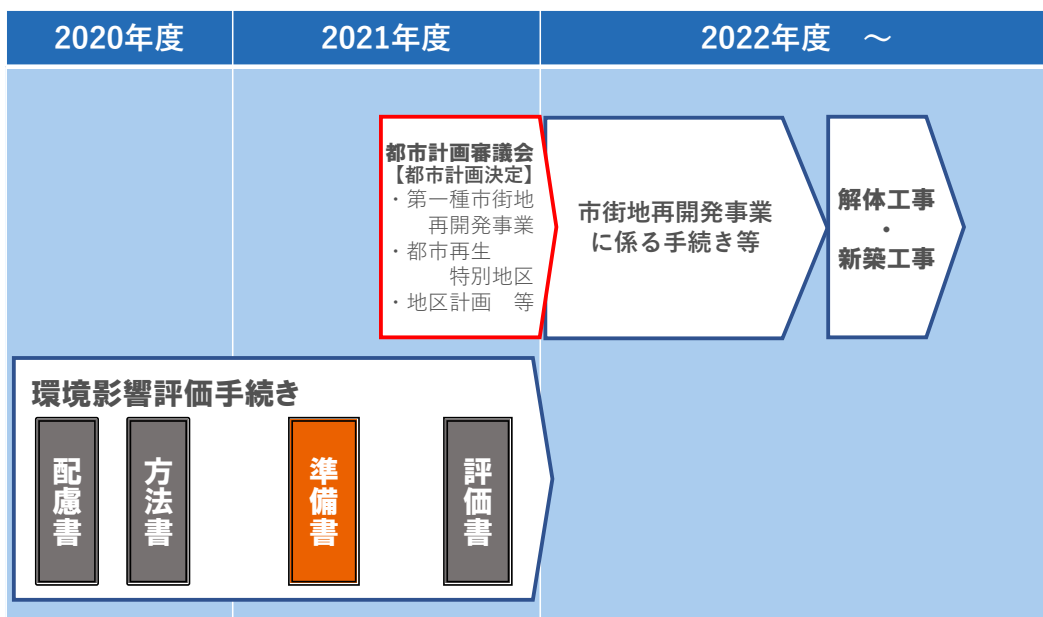 2020年度
2021年度
2022年度 ～
都市計画審議会
【都市計画決定】
・第一種市街地
再開発事業
・都市再生
特別地区
・地区計画 等
市街地再開発事業
に係る手続き等
解体工事
・
新築工事
環境影響評価手続き
配慮書
方法書
準備書
評価書